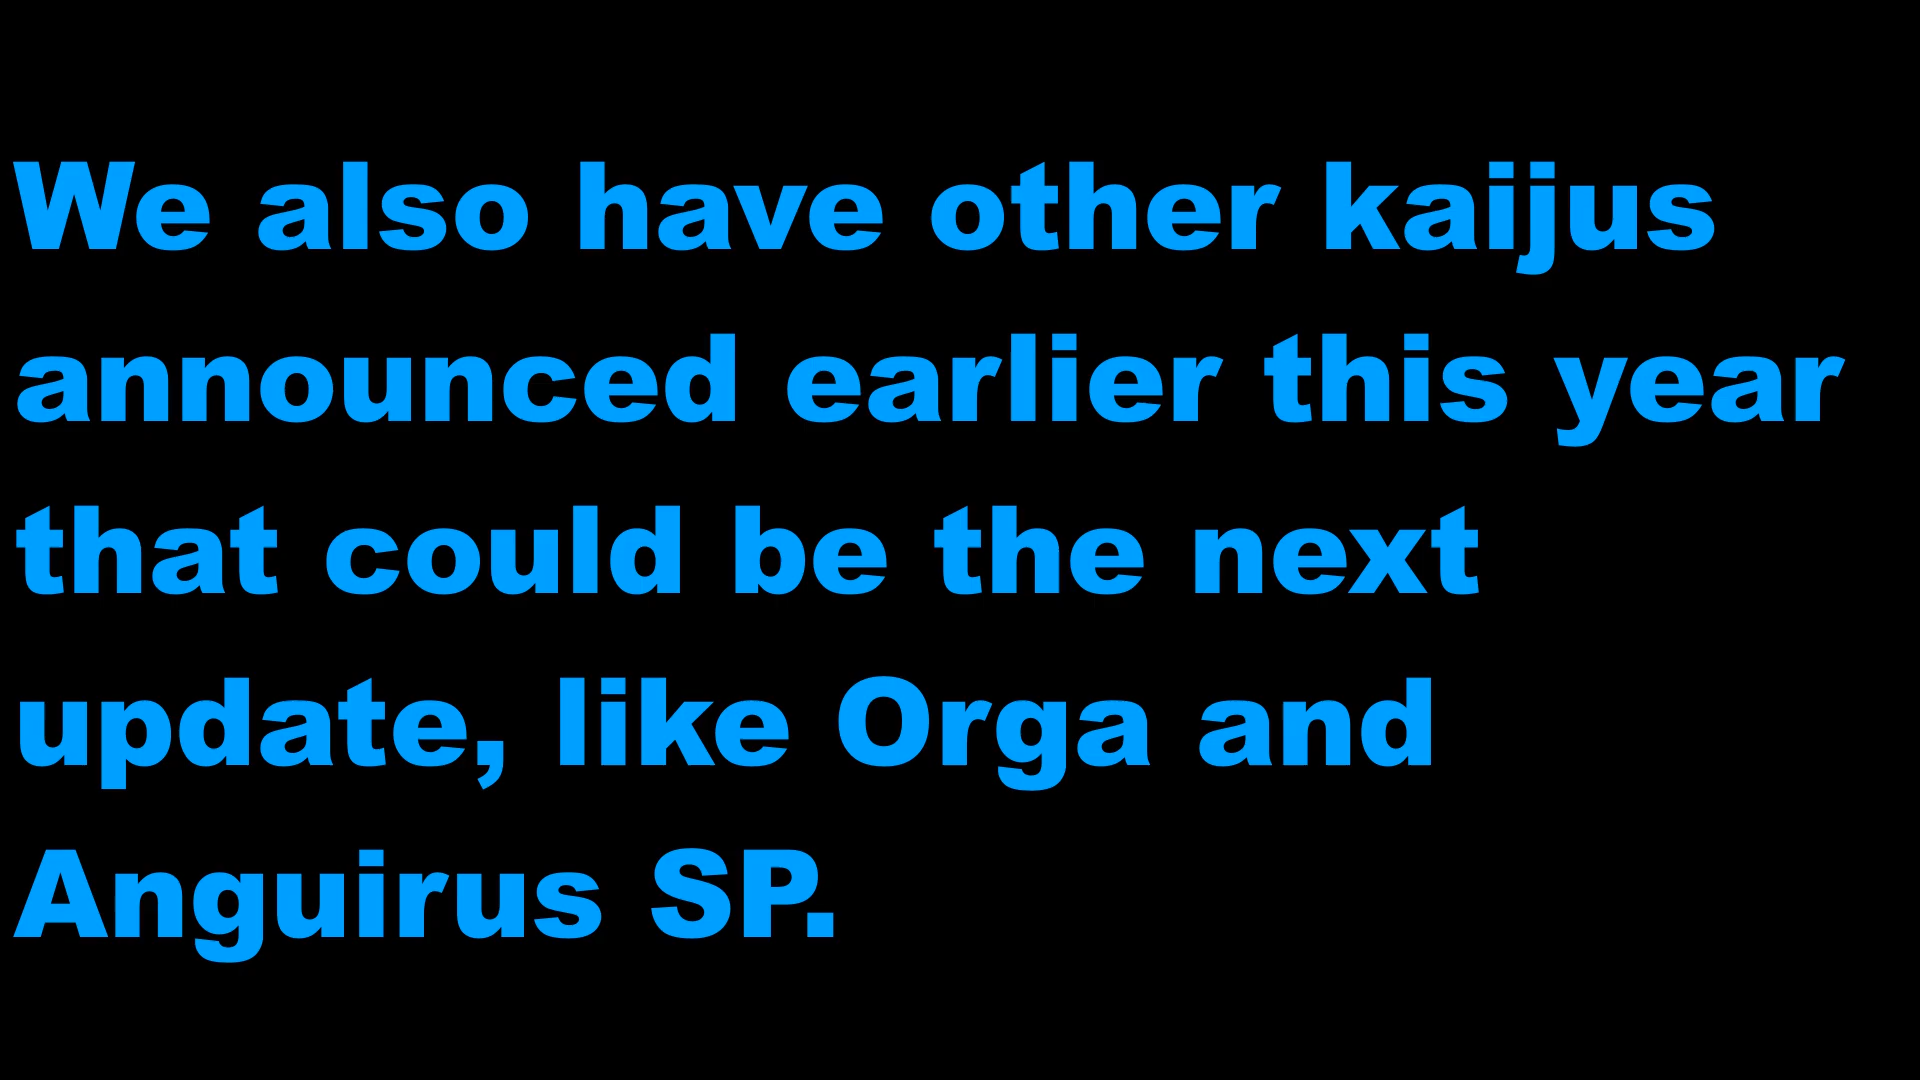 We also have other kaijus
announced earlier this year
that could be the next
update, like Orga and
Anguirus SP.